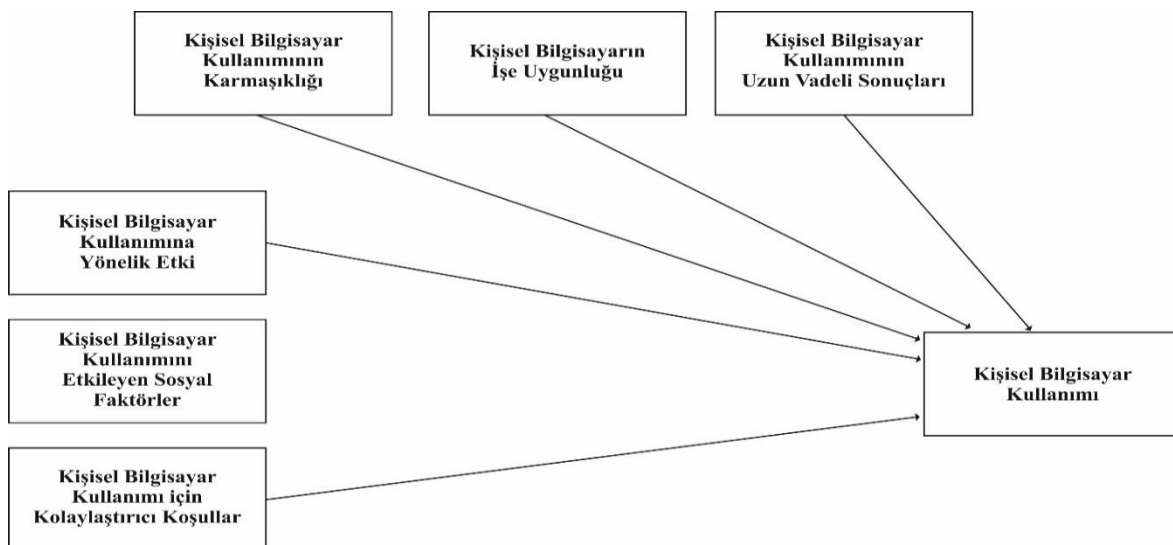 Kişisel Bilgisayar
Kullanımının
Karmaşıklığı
Kişisel Bilgisayarın
İşe Uygunluğu
Kişisel Bilgisayar
Kullanımının
Uzun Vadeli Sonuçları
Kişisel Bilgisayar
Kullanımına
Yönelik Etki
Kişisel Bilgisayar
Kullanımını
Etkileyen Sosyal
Faktörler
Kişisel Bilgisayar
Kullanımı
Kişisel Bilgisayar
Kullanımı için
Kolaylaştırıcı Koşullar